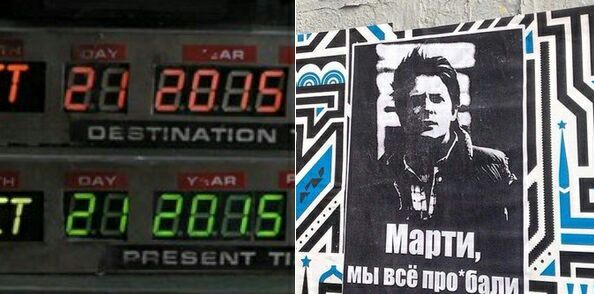 DAY YEAR
21 2015
DESTINATION
DAY YEAR
21 2015
PRESENT
Марти,
мы всё про*бали